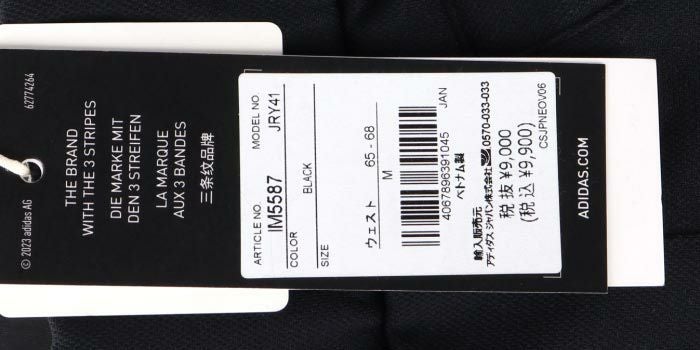 62774264
THE BRAND
WITH THE 3 STRIPES
DIE MARKE MIT
DEN 3 STREIFEN
LA MARQUE
AUX 3 BANDES
三条纹品牌
© 2023 adidas AG
ARTICLE NO. MODEL NO.
IM5587 JRY41
COLOR
BLACK
SIZE
ウェスト 65 - 68
M
JAN
4067896391045
ベトナム製
輸入販売元
アディダス ジャパン株式会社 0570-033-033
税 抜 ¥9,000
(税 込 ¥9,900)
CSJPNEOV06
ADIDAS.COM